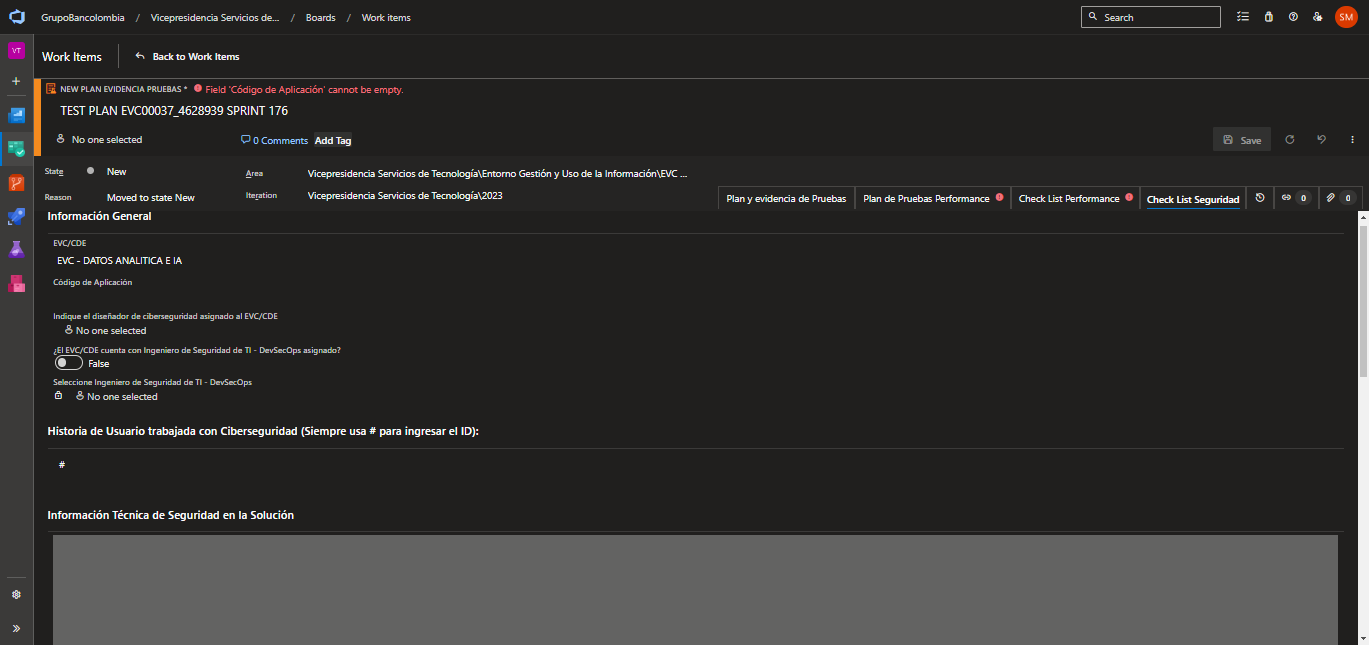 GrupoBancolombia / Vicepresidencia Servicios de... / Boards / Work items
Search
SM
VT
Work Items
Back to Work Items
NEW PLAN EVIDENCIA PRUEBAS * Field 'Código de Aplicación' cannot be empty.
TEST PLAN EVC00037_4628939 SPRINT 176
No one selected
0 Comments
Add Tag
Save
State New
Area Vicepresidencia Servicios de Tecnología\Entorno Gestión y Uso de la Información\EVC ...
Reason Moved to state New
Iteration Vicepresidencia Servicios de Tecnología\2023
Plan y evidencia de Pruebas
Plan de Pruebas Performance
Check List Performance
Check List Seguridad
0
0
Información General
EVC/CDE
EVC - DATOS ANALITICA E IA
Código de Aplicación
Indique el diseñador de ciberseguridad asignado al EVC/CDE
No one selected
¿El EVC/CDE cuenta con Ingeniero de Seguridad de TI - DevSecOps asignado?
False
Seleccione Ingeniero de Seguridad de TI - DevSecOps
No one selected
Historia de Usuario trabajada con Ciberseguridad (Siempre usa # para ingresar el ID):
#
Información Técnica de Seguridad en la Solución